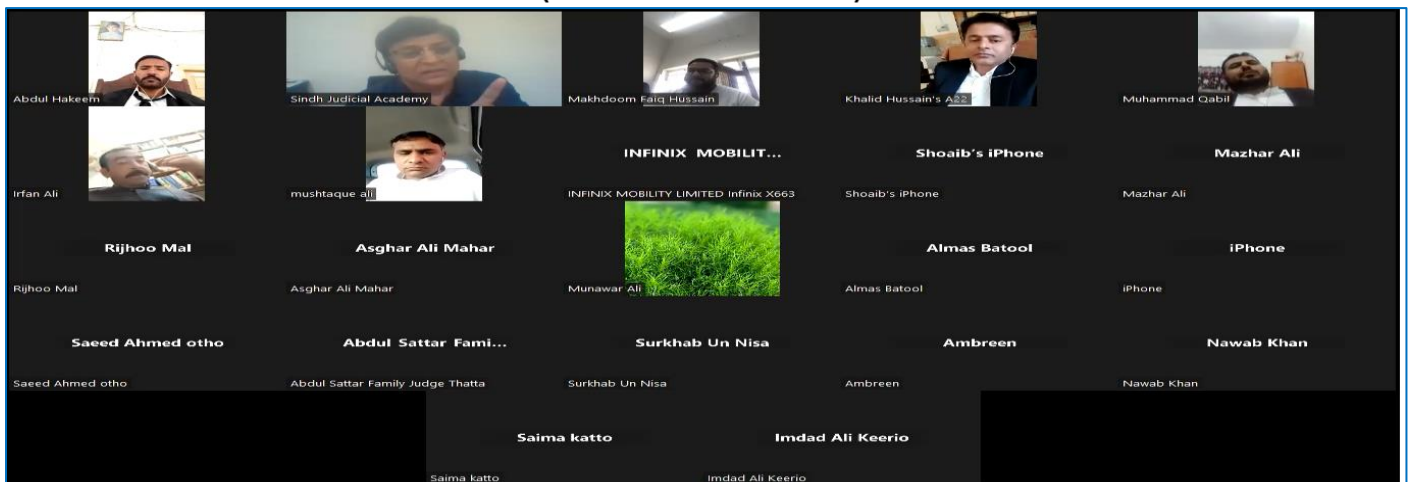 Abdul Hakeem
Sindh Judicial Academy
Makhdoom Faiq Hussain
Khalid Hussain's A22
Muhammad Qabil
Irfan Ali
mushtaque ali
INFINIX MOBILIT...
INFINIX MOBILITY LIMITED Infinix X663
Shoaib's iPhone
Shoaib's iPhone
Mazhar Ali
Mazhar Ali
Rijhoo Mal
Rijhoo Mal
Asghar Ali Mahar
Asghar Ali Mahar
Munawar Ali
Almas Batool
Almas Batool
iPhone
iPhone
Saeed Ahmed otho
Saeed Ahmed otho
Abdul Sattar Fami...
Abdul Sattar Family Judge Thatta
Surkhab Un Nisa
Surkhab Un Nisa
Ambreen
Ambreen
Nawab Khan
Nawab Khan
Saima katto
Saima katto
Imdad Ali Keerio
Imdad Ali Keerio